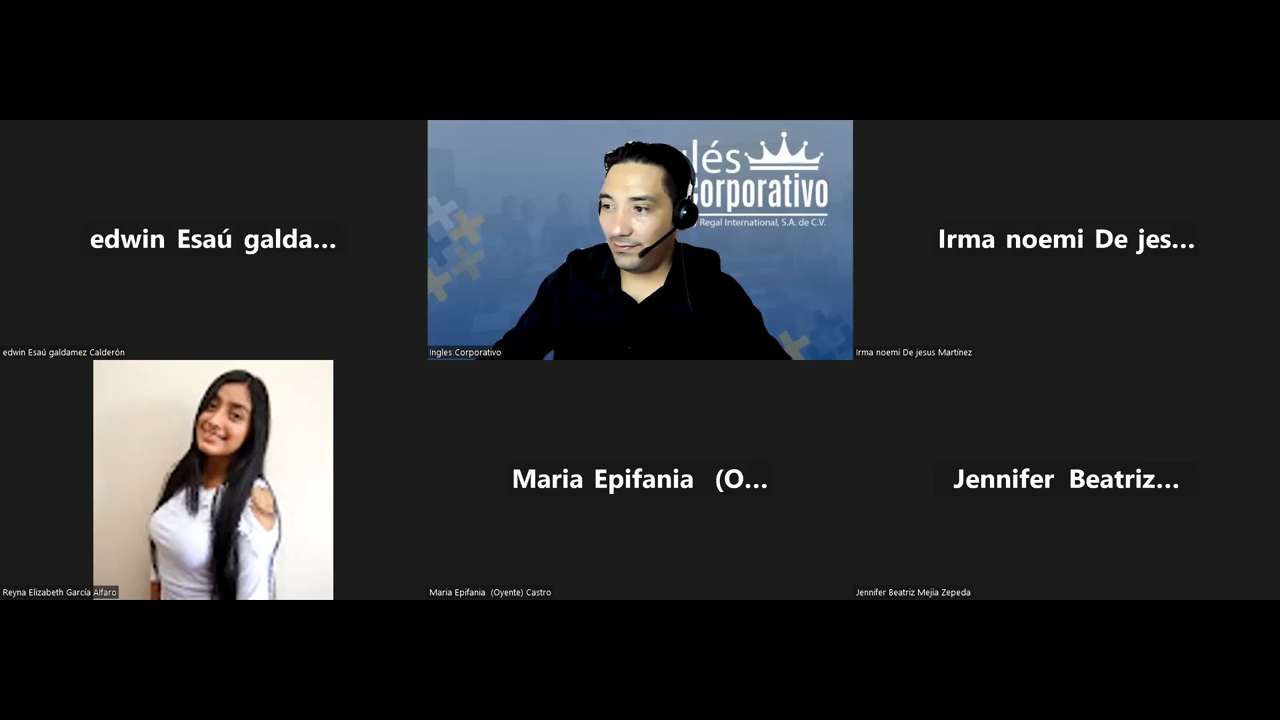 edwin Esaú galda...
lés
orporativo
Regal International, S.A. de C.V.
Irma noemi De jes...
edwin Esaú galdamez Calderón
Ingles Corporativo
Irma noemi De jesus Martínez
Maria Epifania (O...
Jennifer Beatriz...
Reyna Elizabeth García Alfaro
Maria Epifania (Oyente) Castro
Jennifer Beatriz Mejia Zepeda